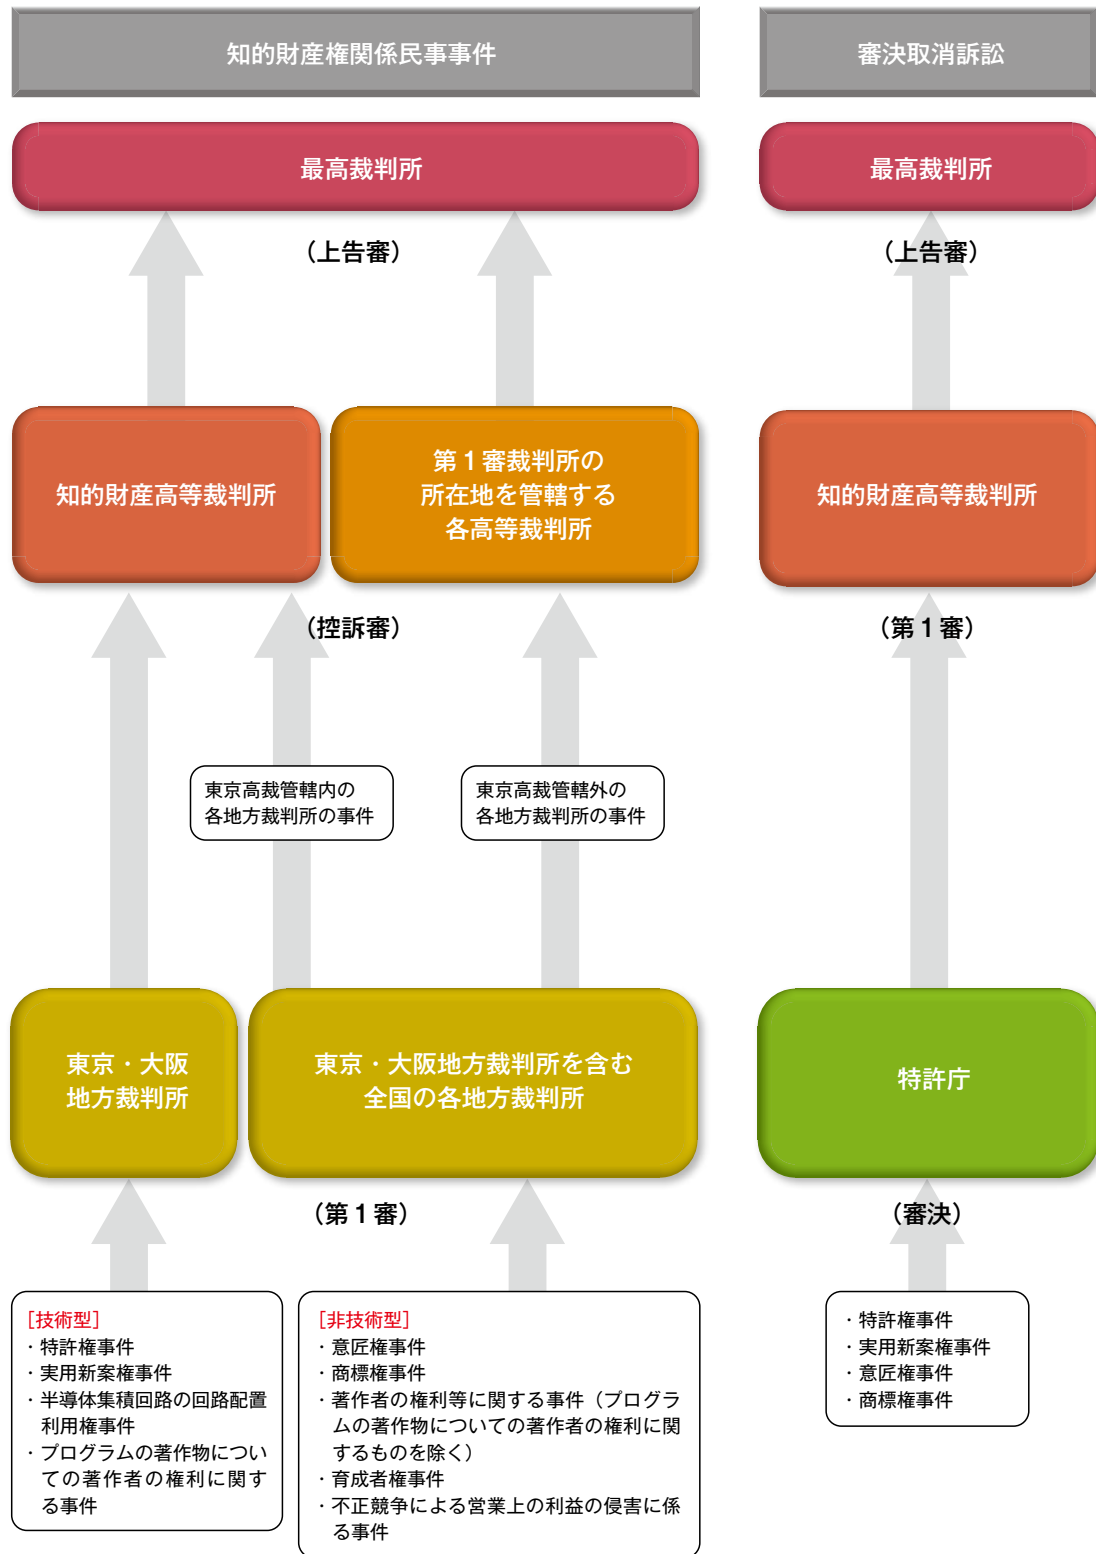 知的財産権関係民事事件
審決取消訴訟
最高裁判所
最高裁判所
（上告審）
（上告審）
知的財産高等裁判所
第１審裁判所の
所在地を管轄する
各高等裁判所
知的財産高等裁判所
（控訴審）
（第１審）
東京高裁管轄内の
各地方裁判所の事件
東京高裁管轄外の
各地方裁判所の事件
東京・大阪
地方裁判所
東京・大阪地方裁判所を含む
全国の各地方裁判所
特許庁
（第１審）
（審決）
［技術型］
・特許権事件
・実用新案権事件
・半導体集積回路の回路配置
利用権事件
・プログラムの著作物につい
ての著作者の権利に関す
る事件
［非技術型］
・意匠権事件
・商標権事件
・著作者の権利等に関する事件（プログラ
ムの著作物についての著作者の権利に関
するものを除く）
・育成者権事件
・不正競争による営業上の利益の侵害に係
る事件
・特許権事件
・実用新案権事件
・意匠権事件
・商標権事件